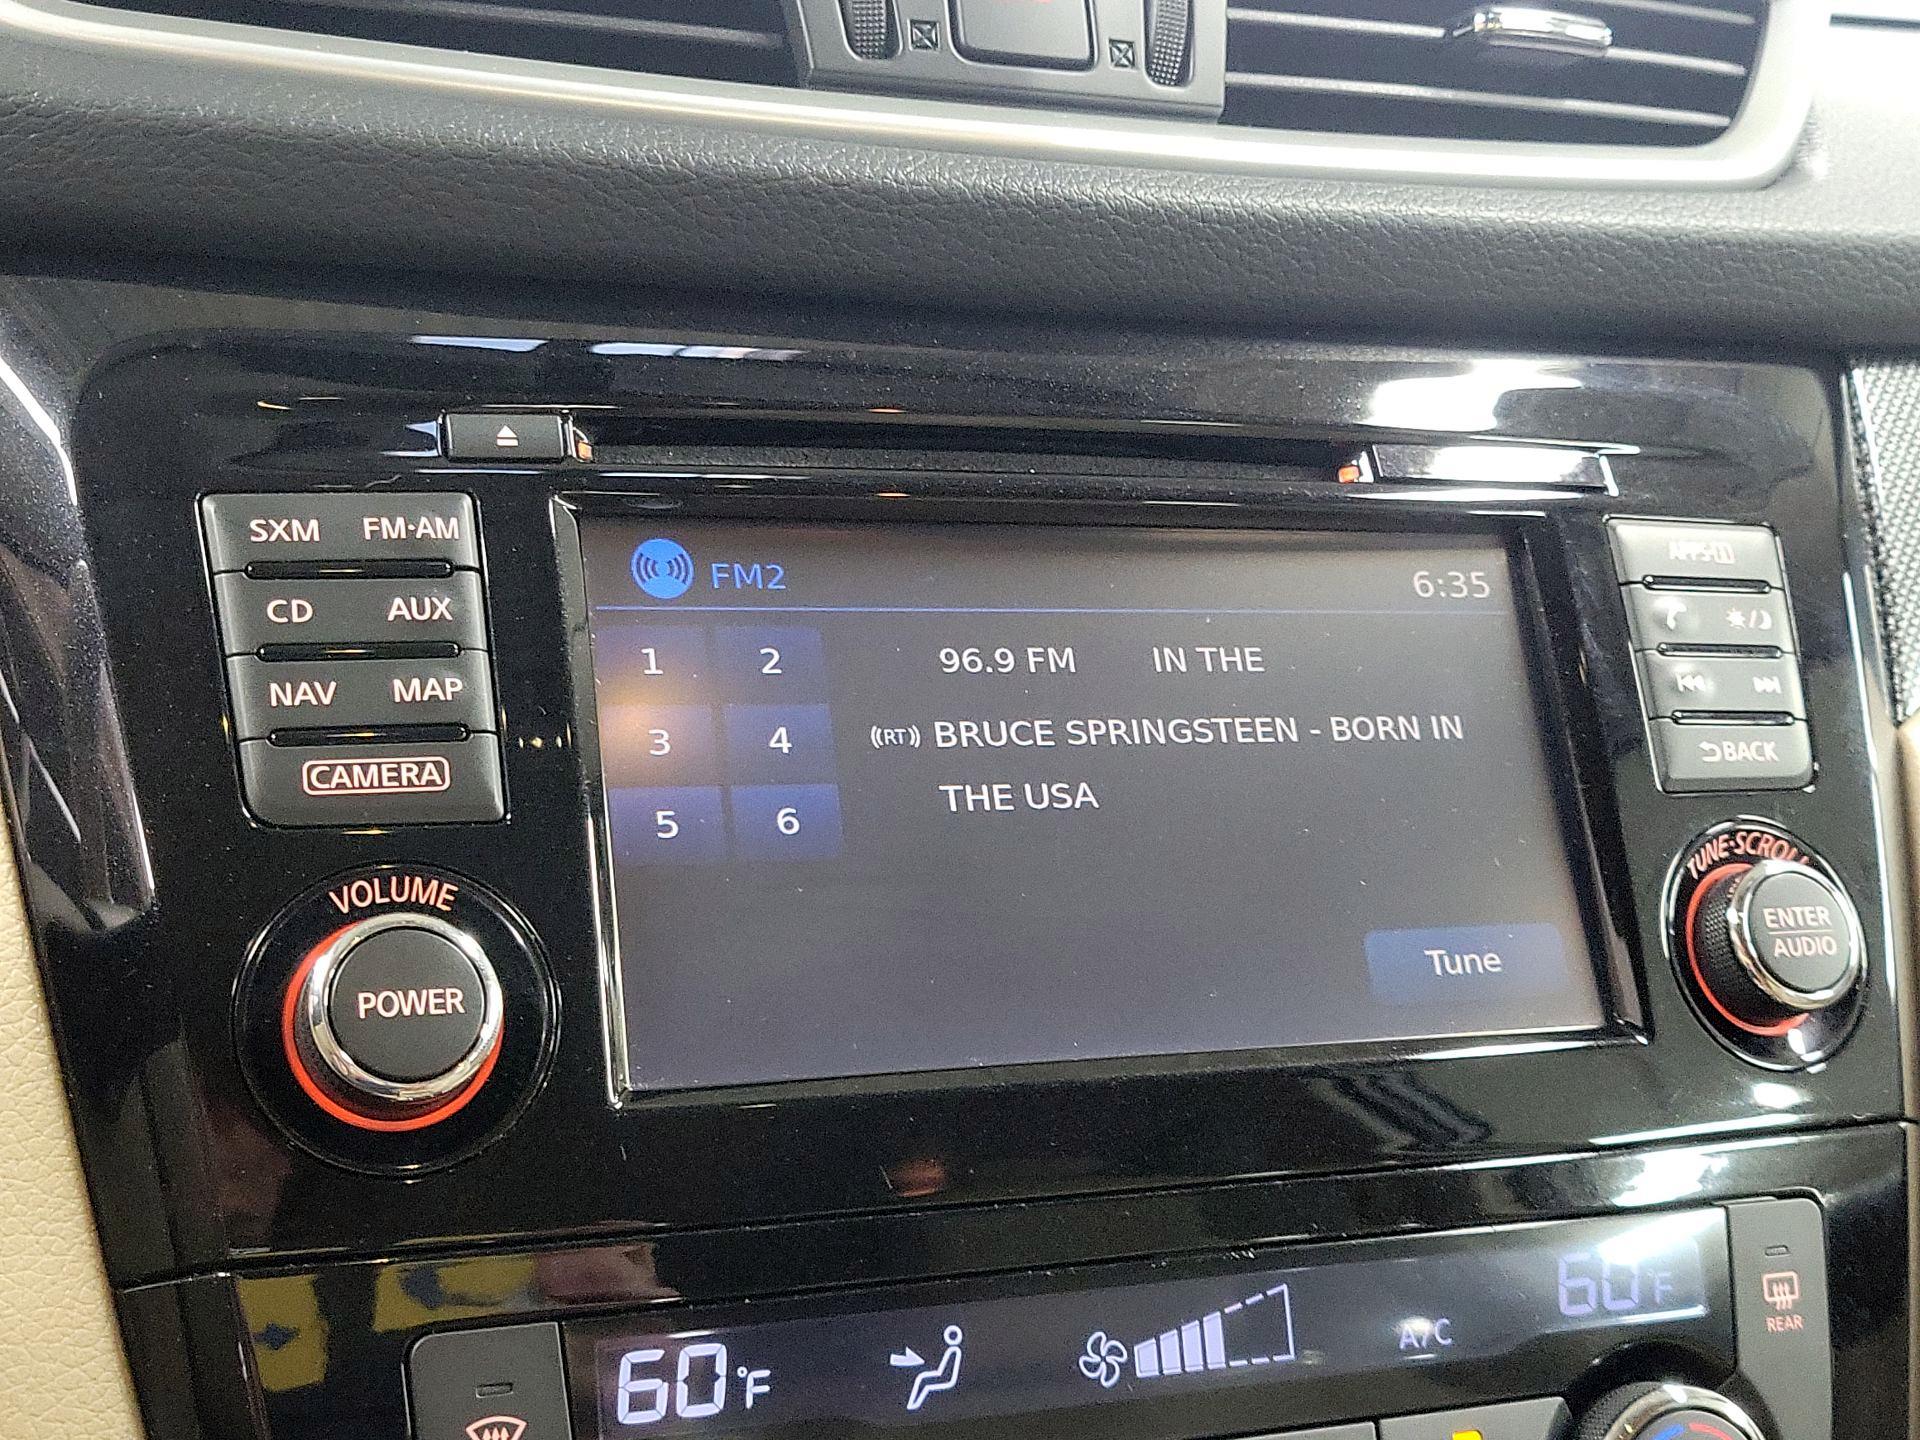 SXM FM·AM
CD AUX
NAV MAP
CAMERA
VOLUME
POWER
FM2 6:35
1 2 96.9 FM IN THE
3 4 ((RT)) BRUCE SPRINGSTEEN - BORN IN
5 6 THE USA
Tune
APPS·i
BACK
TUNE·SCROLL
ENTER
AUDIO
60°F A/C 60°F
REAR